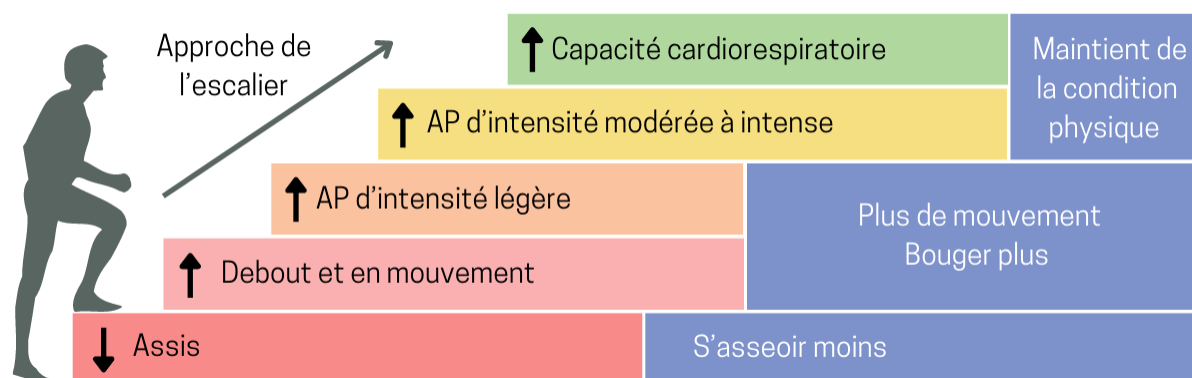 Approche de
l'escalier
Capacité cardiorespiratoire
Maintient de
la condition
physique
AP d'intensité modérée à intense
AP d'intensité légère
Plus de mouvement
Bouger plus
Debout et en mouvement
Assis
S'asseoir moins